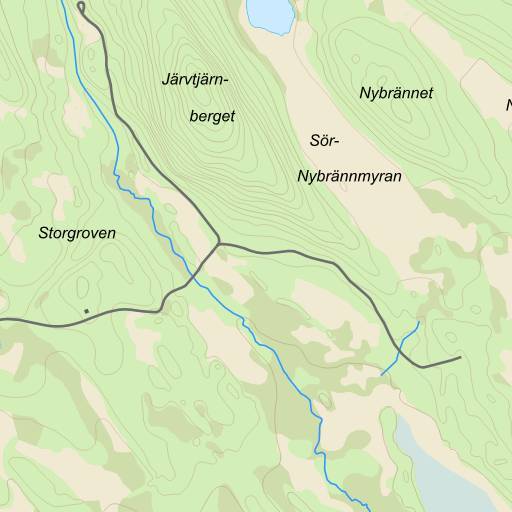 Järvtjärn-
berget
Nybrännet
Sör-
Nybrännmyran
Storgroven
N